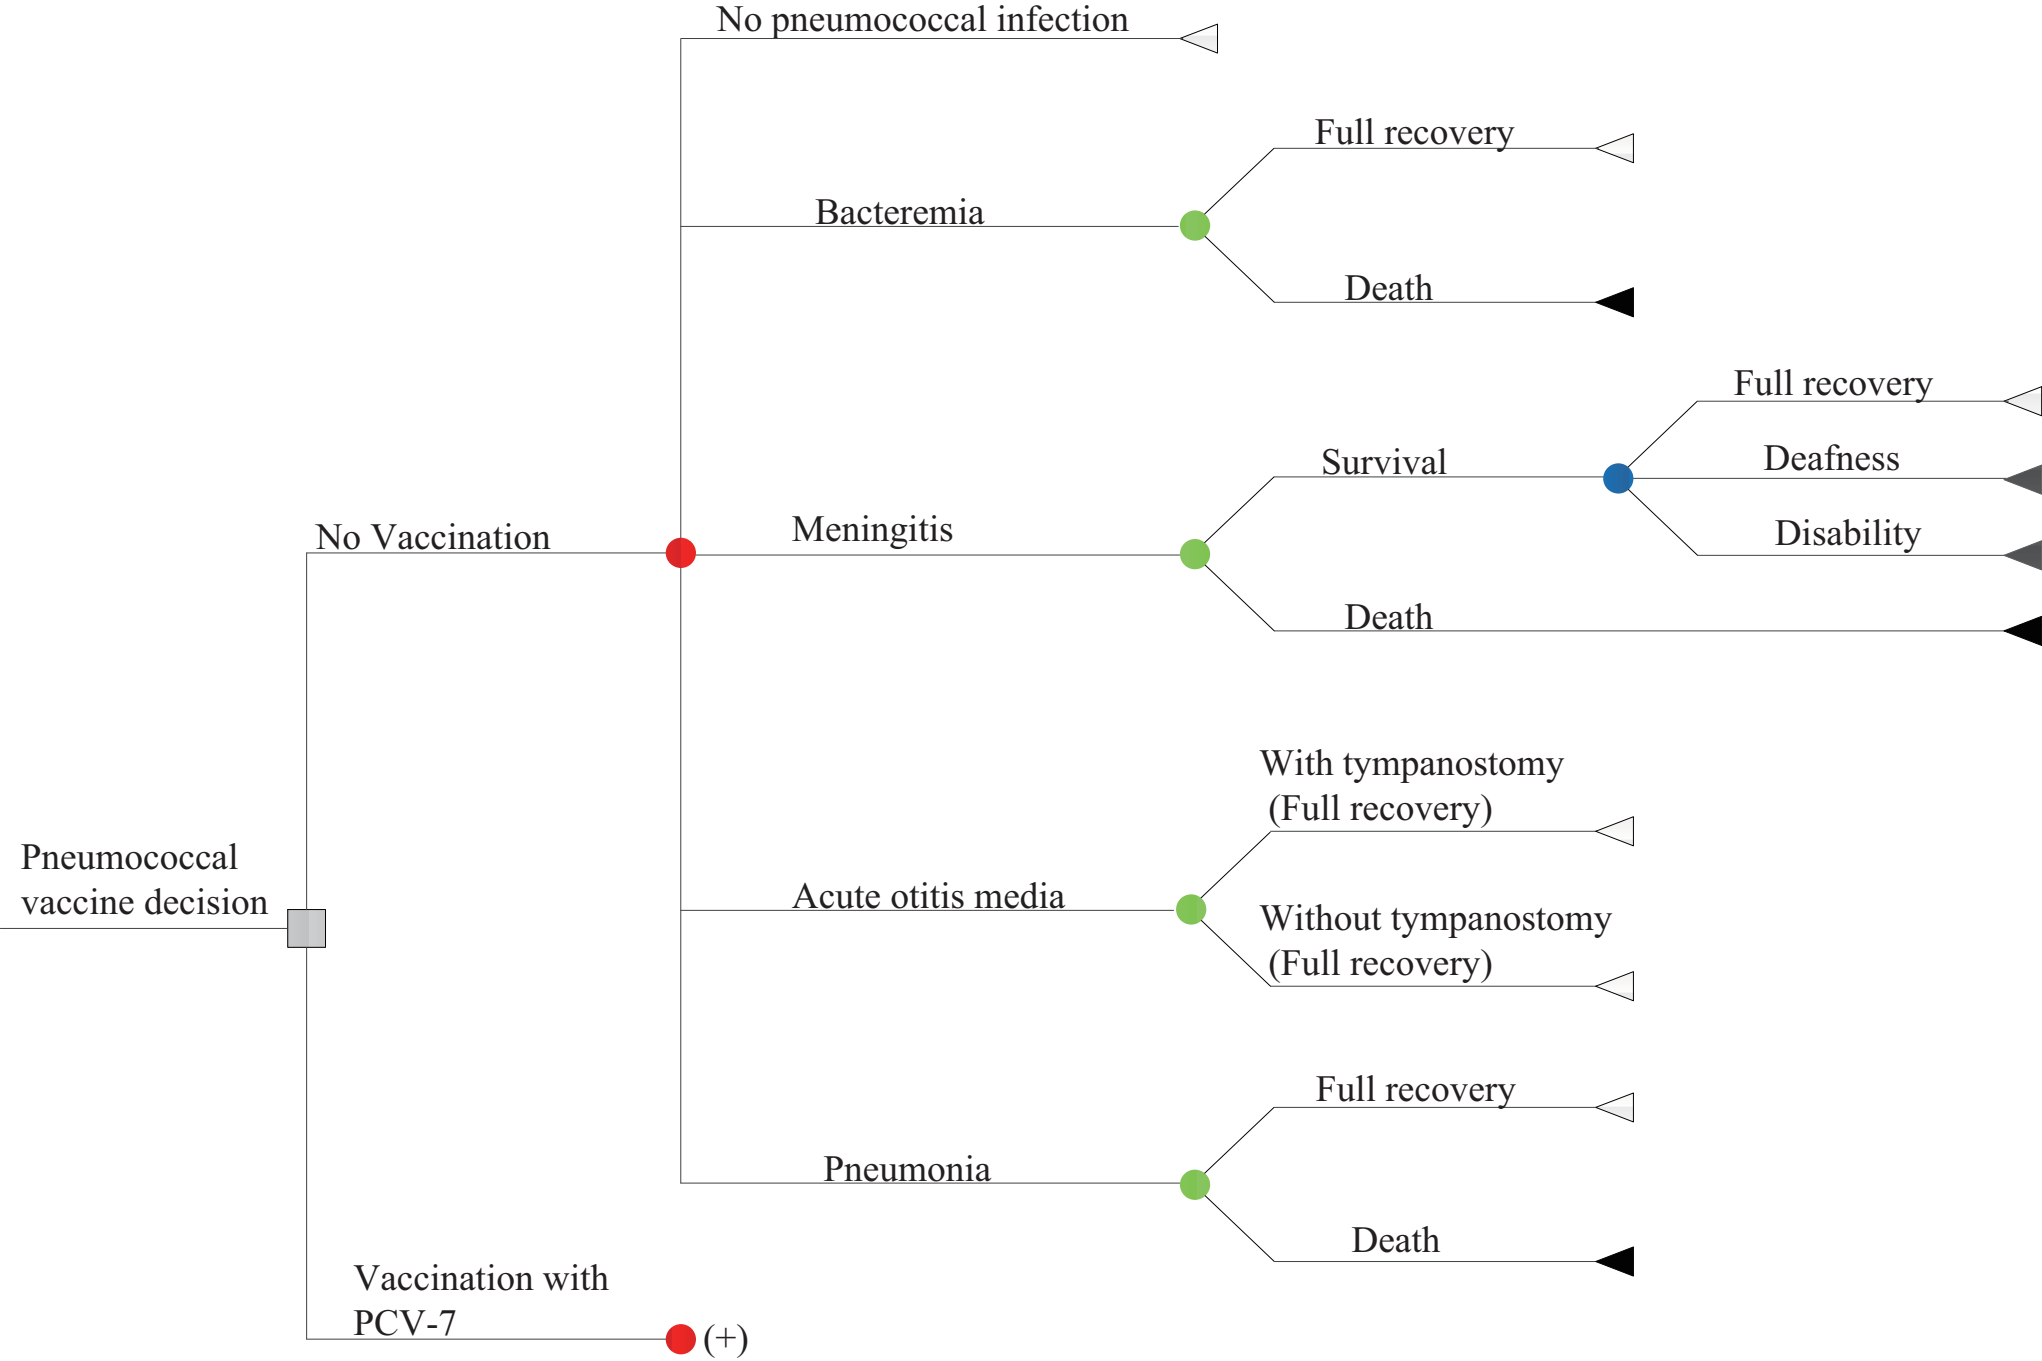 No pneumococcal infection
Full recovery
Bacteremia
Death
Full recovery
Survival
Deafness
No Vaccination
Meningitis
Disability
Death
With tympanostomy
(Full recovery)
Pneumococcal
vaccine decision
Acute otitis media
Without tympanostomy
(Full recovery)
Full recovery
Pneumonia
Death
Vaccination with
PCV-7
(+)